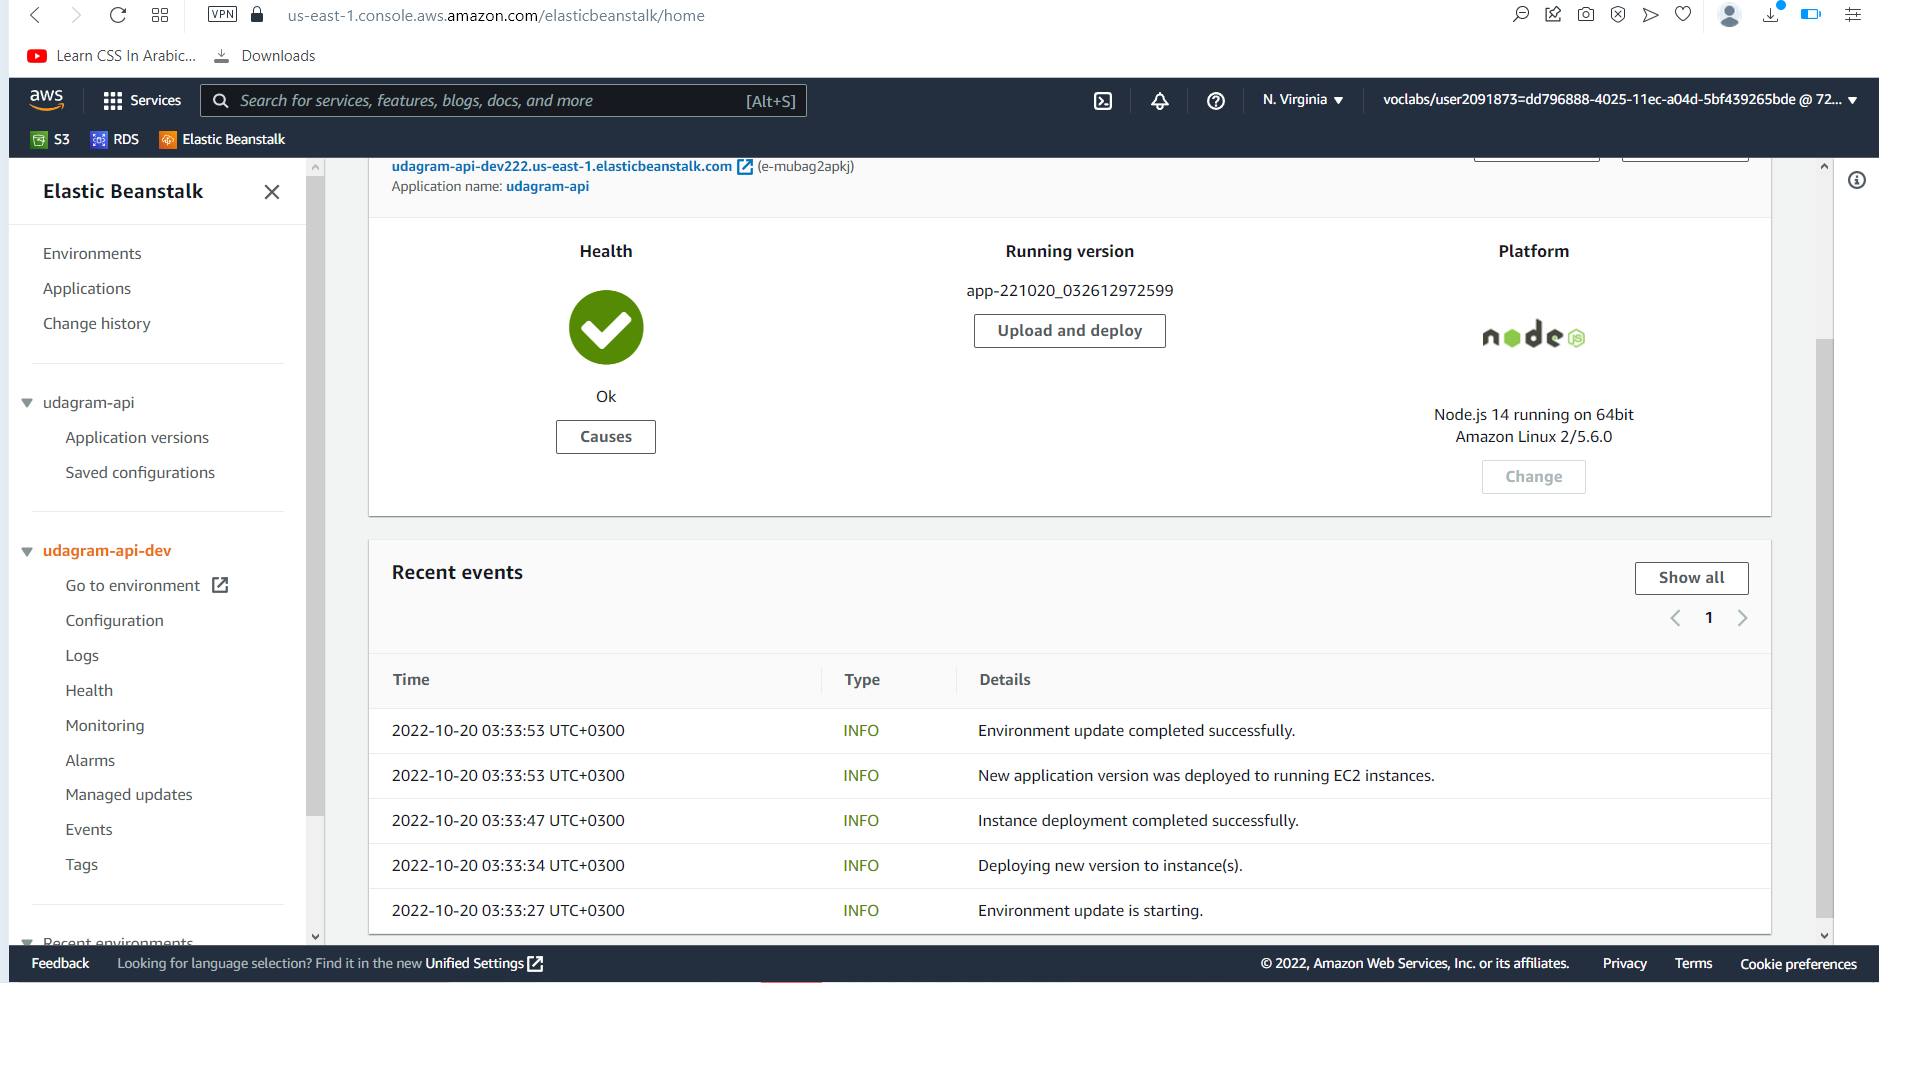 VPN us-east-1.console.aws.amazon.com/elasticbeanstalk/home
Learn CSS In Arabic... Downloads
aws Services Search for services, features, blogs, docs, and more [Alt+S] N. Virginia voclabs/user2091873=dd796888-4025-11ec-a04d-5bf439265bde @ 72...
S3 RDS Elastic Beanstalk
Elastic Beanstalk
Environments
Applications
Change history
udagram-api
Application versions
Saved configurations
udagram-api-dev
Go to environment
Configuration
Logs
Health
Monitoring
Alarms
Managed updates
Events
Tags
Recent environments
udagram-api-dev222.us-east-1.elasticbeanstalk.com (e-mubag2apkj)
Application name: udagram-api
Health
Ok
Causes
Running version
app-221020_032612972599
Upload and deploy
Platform
node JS
Node.js 14 running on 64bit
Amazon Linux 2/5.6.0
Change
Recent events
Show all
1
Time Type Details
2022-10-20 03:33:53 UTC+0300 INFO Environment update completed successfully.
2022-10-20 03:33:53 UTC+0300 INFO New application version was deployed to running EC2 instances.
2022-10-20 03:33:47 UTC+0300 INFO Instance deployment completed successfully.
2022-10-20 03:33:34 UTC+0300 INFO Deploying new version to instance(s).
2022-10-20 03:33:27 UTC+0300 INFO Environment update is starting.
Feedback Looking for language selection? Find it in the new Unified Settings © 2022, Amazon Web Services, Inc. or its affiliates. Privacy Terms Cookie preferences